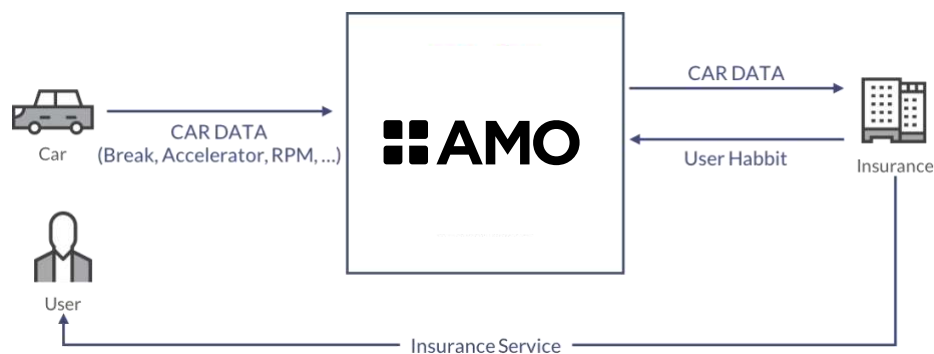 CAR DATA
AMO
Insurance
CAR DATA
(Break, Accelerator, RPM, ...)
Car
User Habbit
User
Insurance Service